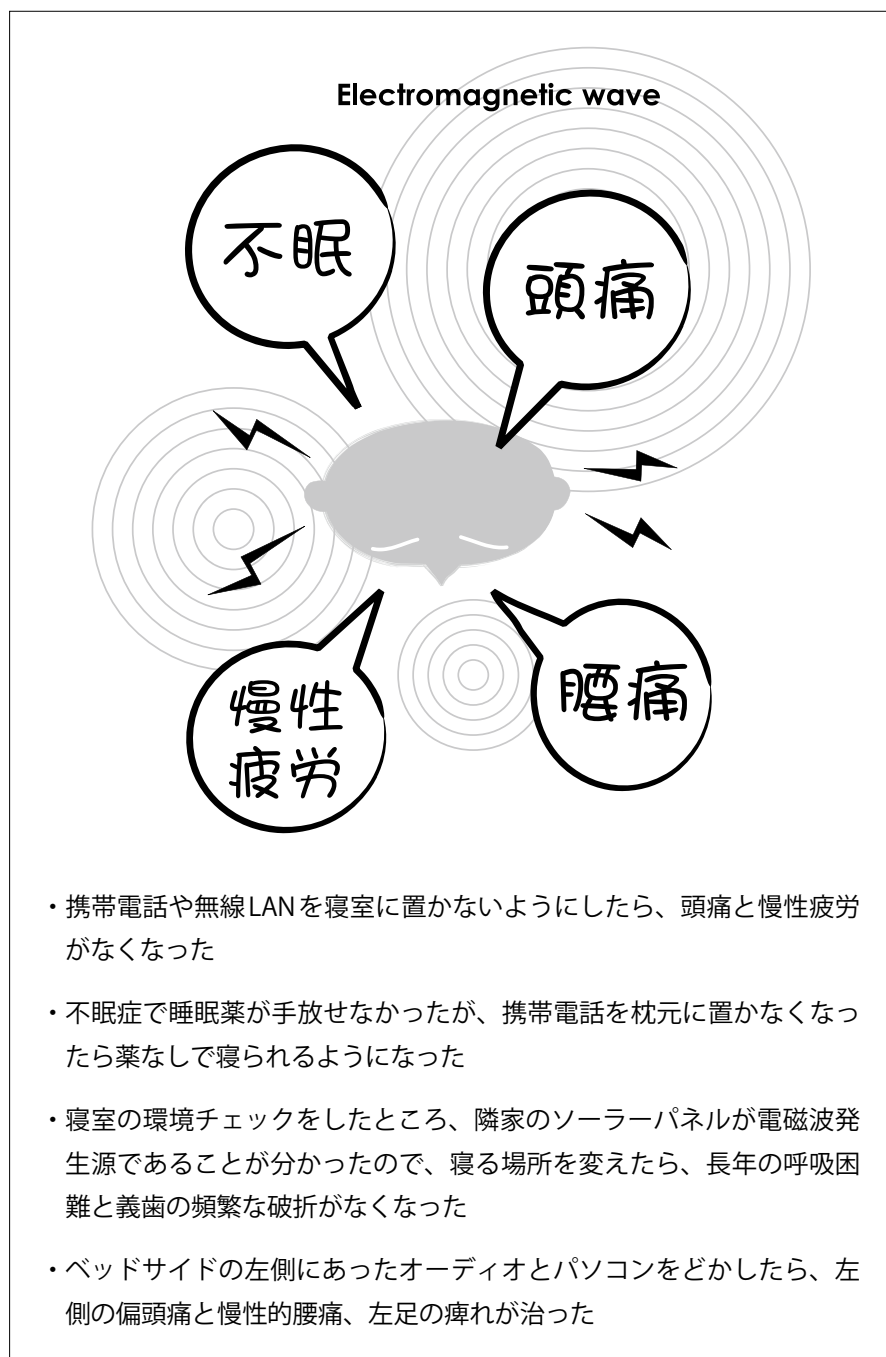 Electromagnetic wave
不眠
頭痛
慢性
疲労
腰痛
・携帯電話や無線LANを寝室に置かないようにしたら、頭痛と慢性疲労
がなくなった
・不眠症で睡眠薬が手放せなかったが、携帯電話を枕元に置かなくなっ
たら薬なしで寝られるようになった
・寝室の環境チェックをしたところ、隣家のソーラーパネルが電磁波発
生源であることが分かったので、寝る場所を変えたら、長年の呼吸困
難と義歯の頻繁な破折がなくなった
・ベッドサイドの左側にあったオーディオとパソコンをどかしたら、左
側の偏頭痛と慢性的腰痛、左足の痺れが治った